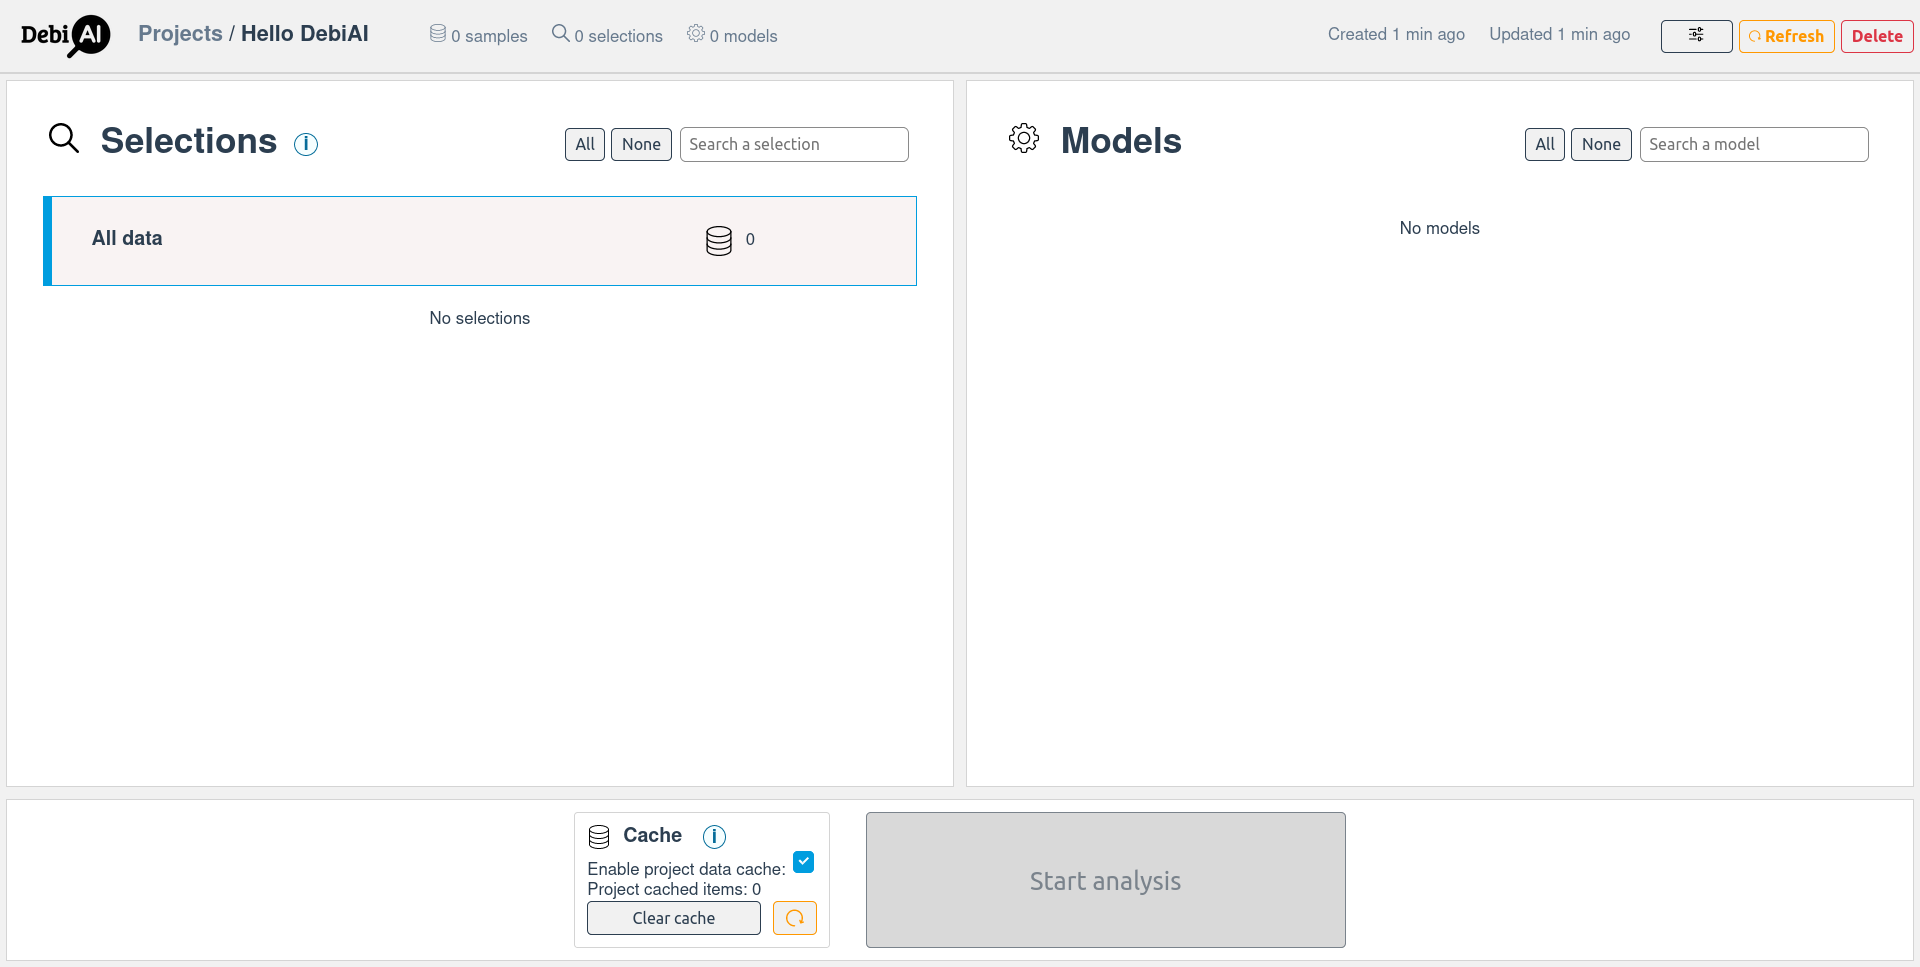 Debi AI Projects / Hello DebiAI 0 samples 0 selections 0 models Created 1 min ago Updated 1 min ago Refresh Delete
Selections i All None Search a selection
All data 0
No selections
Models All None Search a model
No models
Cache i
Enable project data cache:
Project cached items: 0
Clear cache
Start analysis